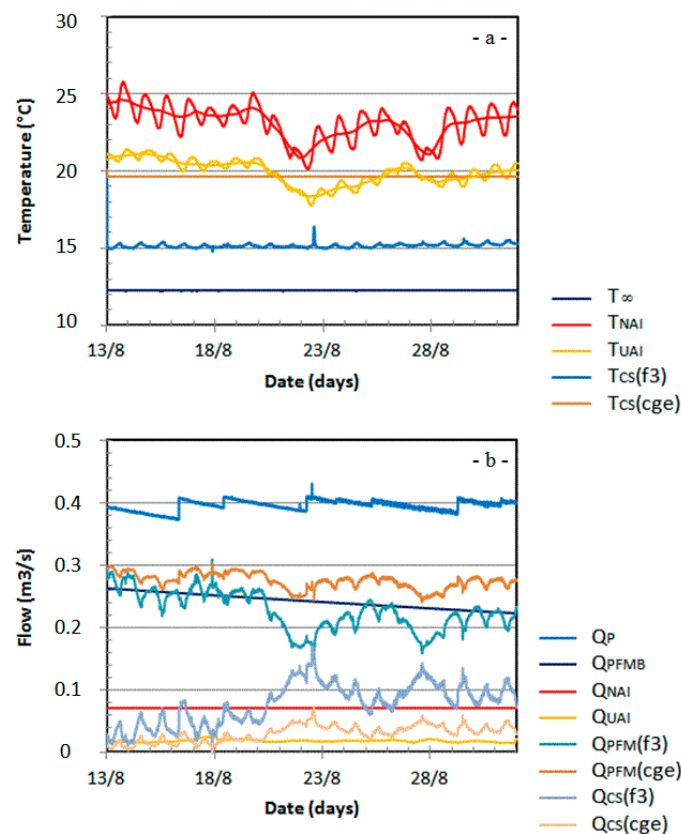 30
25
20
15
10
Temperature (°C)
- a -
13/8
18/8
23/8
28/8
Date (days)
T∞
TNAI
TUAI
TCS(f3)
TCS(cge)
0.5
0.4
0.3
0.2
0.1
0
Flow (m3/s)
- b -
13/8
18/8
23/8
28/8
Date (days)
QP
QPFMB
QNAI
QUAI
QPFM(f3)
QPFM(cge)
QCS(f3)
QCS(cge)